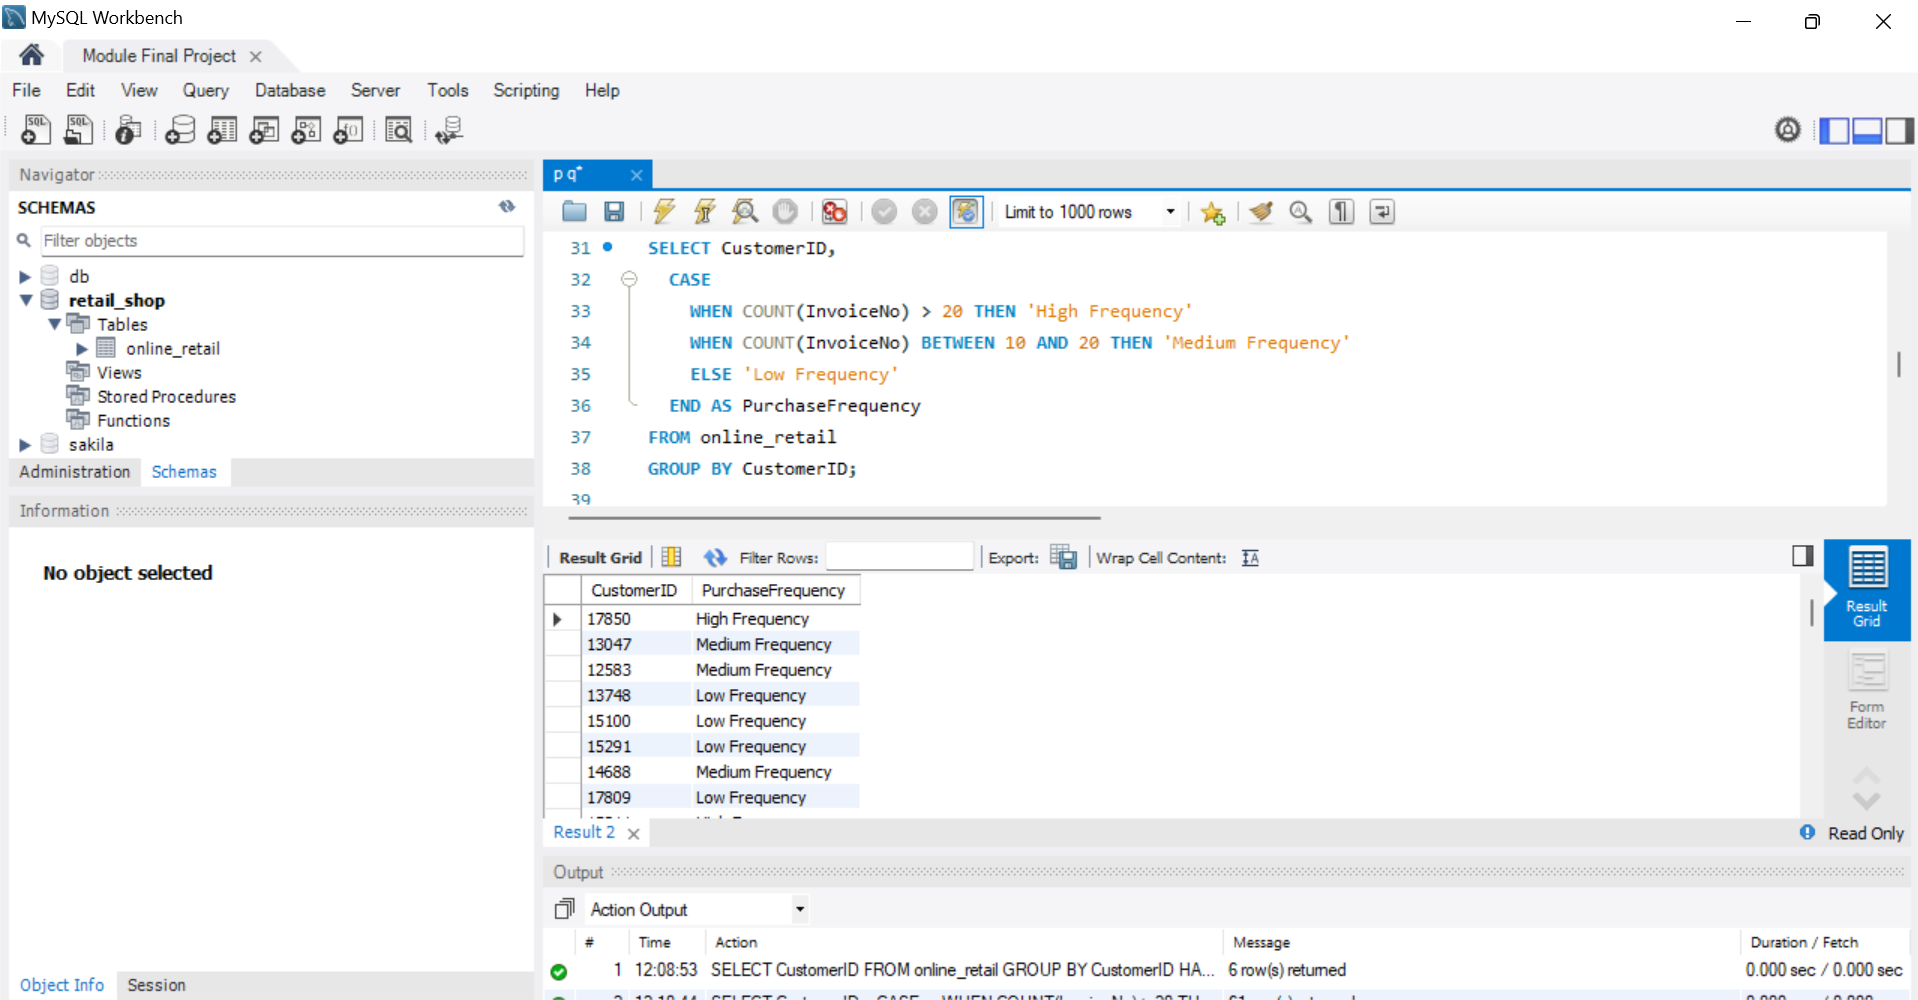 MySQL Workbench
Module Final Project
File Edit View Query Database Server Tools Scripting Help
Navigator
SCHEMAS
Filter objects
db
retail_shop
Tables
online_retail
Views
Stored Procedures
Functions
sakila
Administration Schemas
Information
No object selected
Object Info Session
p q*
Limit to 1000 rows
31 SELECT CustomerID,
32 CASE
33 WHEN COUNT(InvoiceNo) > 20 THEN 'High Frequency'
34 WHEN COUNT(InvoiceNo) BETWEEN 10 AND 20 THEN 'Medium Frequency'
35 ELSE 'Low Frequency'
36 END AS PurchaseFrequency
37 FROM online_retail
38 GROUP BY CustomerID;
39
Result Grid Filter Rows: Export: Wrap Cell Content:
CustomerID PurchaseFrequency
17850 High Frequency
13047 Medium Frequency
12583 Medium Frequency
13748 Low Frequency
15100 Low Frequency
15291 Low Frequency
14688 Medium Frequency
17809 Low Frequency
Result
Grid
Form
Editor
Result 2
Read Only
Output
Action Output
# Time Action Message Duration / Fetch
1 12:08:53 SELECT CustomerID FROM online_retail GROUP BY CustomerID HA... 6 row(s) returned 0.000 sec / 0.000 sec